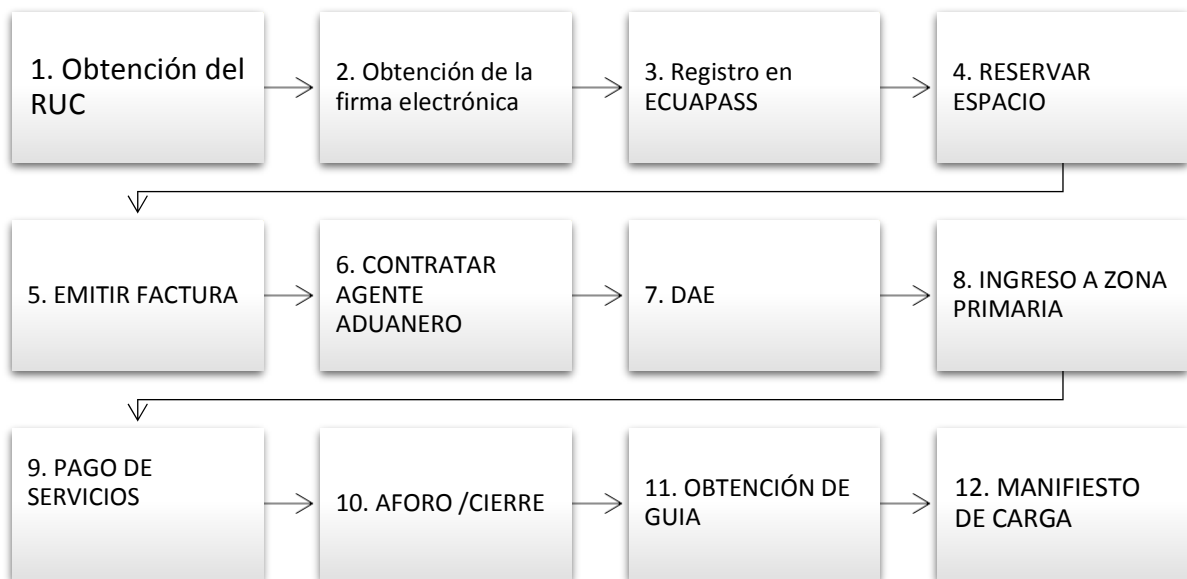 1. Obtención del
RUC
2. Obtención de la
firma electrónica
3. Registro en
ECUAPASS
4. RESERVAR
ESPACIO
5. EMITIR FACTURA
6. CONTRATAR
AGENTE
ADUANERO
7. DAE
8. INGRESO A ZONA
PRIMARIA
9. PAGO DE
SERVICIOS
10. AFORO /CIERRE
11. OBTENCIÓN DE
GUIA
12. MANIFIESTO
DE CARGA